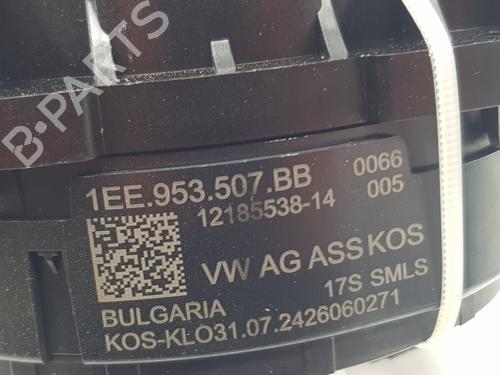 B-PARTS
1EE.953.507.BB 0066
12185538-14 005
VW AG ASS KOS
BULGARIA 17S SMLS
KOS-KLO31.07.2426060271